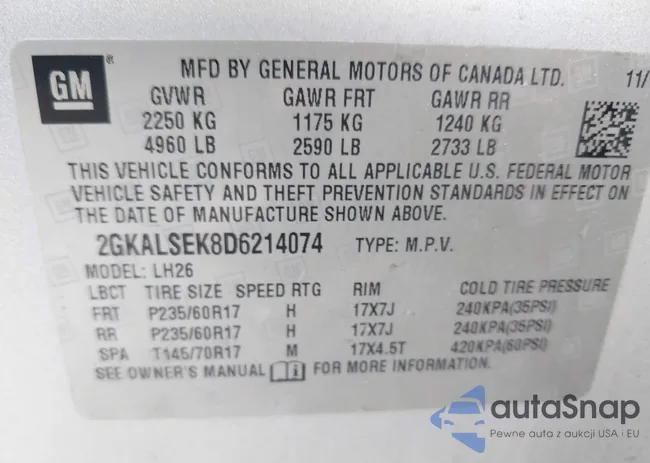 GM
MFD BY GENERAL MOTORS OF CANADA LTD. 11/
GVWR GAWR FRT GAWR RR
2250 KG 1175 KG 1240 KG
4960 LB 2590 LB 2733 LB
THIS VEHICLE CONFORMS TO ALL APPLICABLE U.S. FEDERAL MOTOR
VEHICLE SAFETY AND THEFT PREVENTION STANDARDS IN EFFECT ON
THE DATE OF MANUFACTURE SHOWN ABOVE.
2GKALSEK8D6214074 TYPE: M.P.V.
MODEL: LH26
LBCT TIRE SIZE SPEED RTG RIM COLD TIRE PRESSURE
FRT P235/60R17 H 17X7J 240KPA(35PSI)
RR P235/60R17 H 17X7J 240KPA(35PSI)
SPA T145/70R17 M 17X4.5T 420KPA(60PSI)
SEE OWNER'S MANUAL FOR MORE INFORMATION.
autaSnap
Pewne auta z aukcji USA i EU